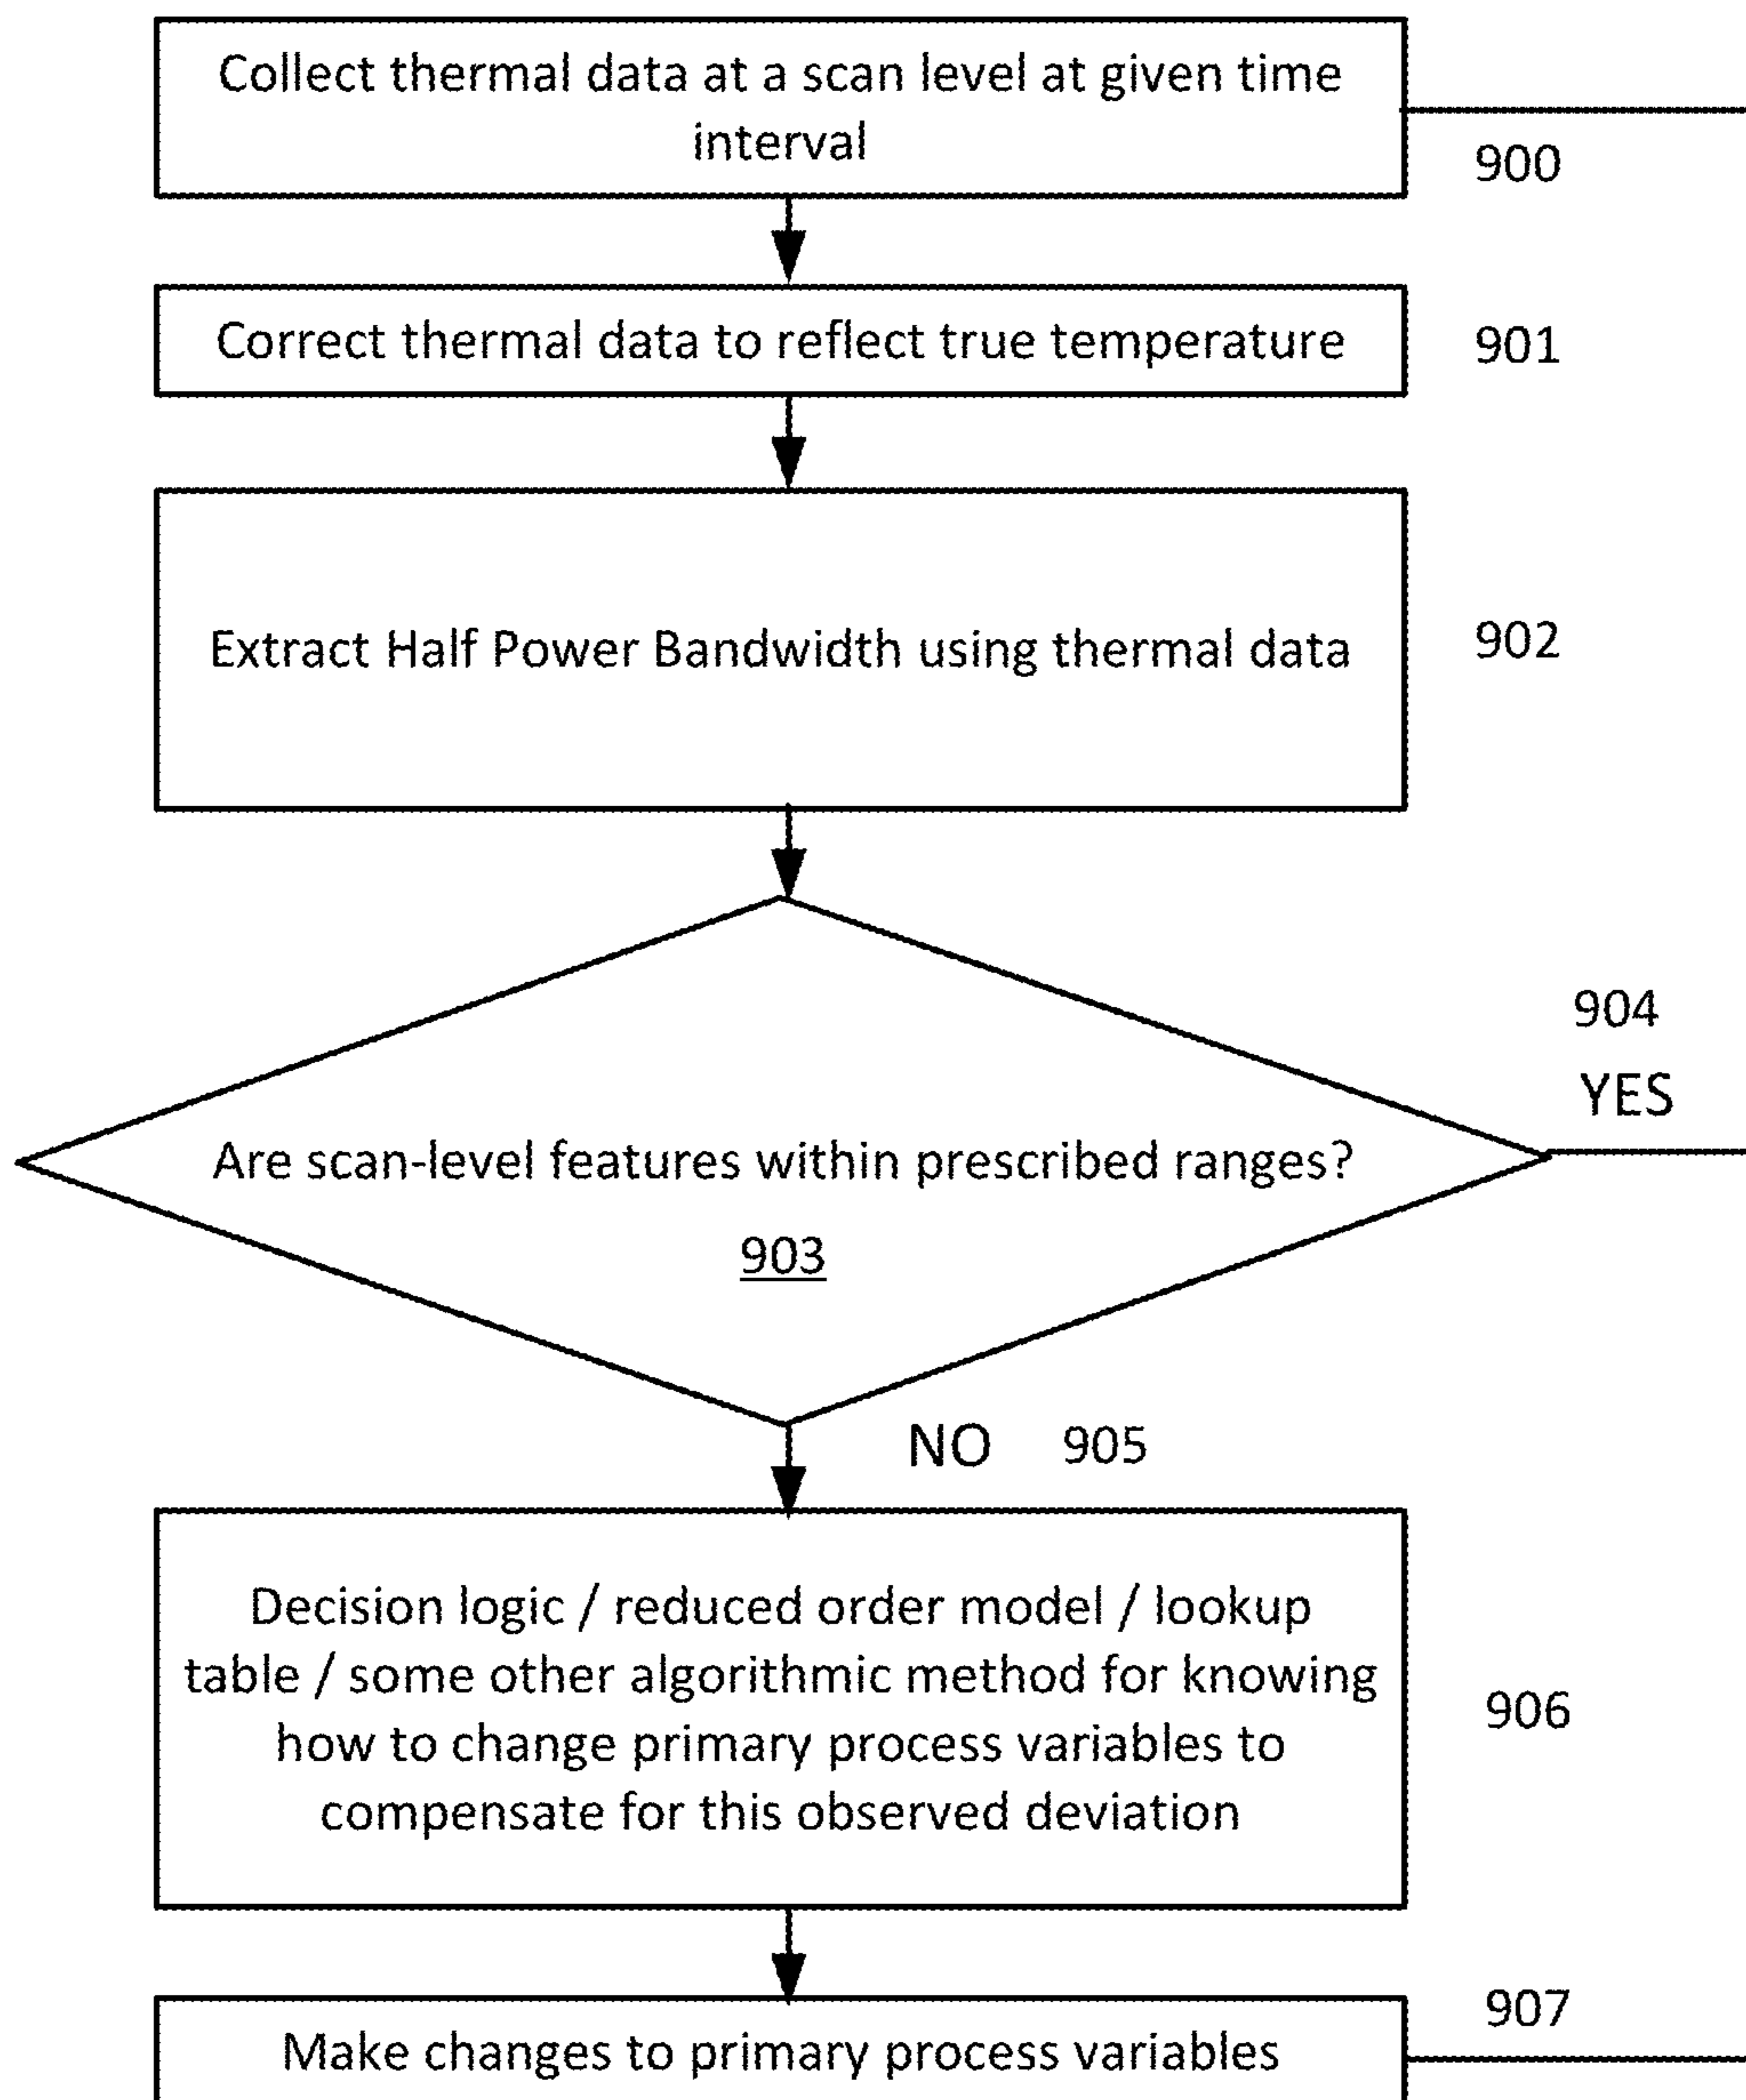 Collect thermal data at a scan level at given time
interval
900
Correct thermal data to reflect true temperature
901
Extract Half Power Bandwidth using thermal data
902
904
YES
Are scan-level features within prescribed ranges?
903
NO 905
Decision logic / reduced order model / lookup
table / some other algorithmic method for knowing
how to change primary process variables to
compensate for this observed deviation
906
907
Make changes to primary process variables